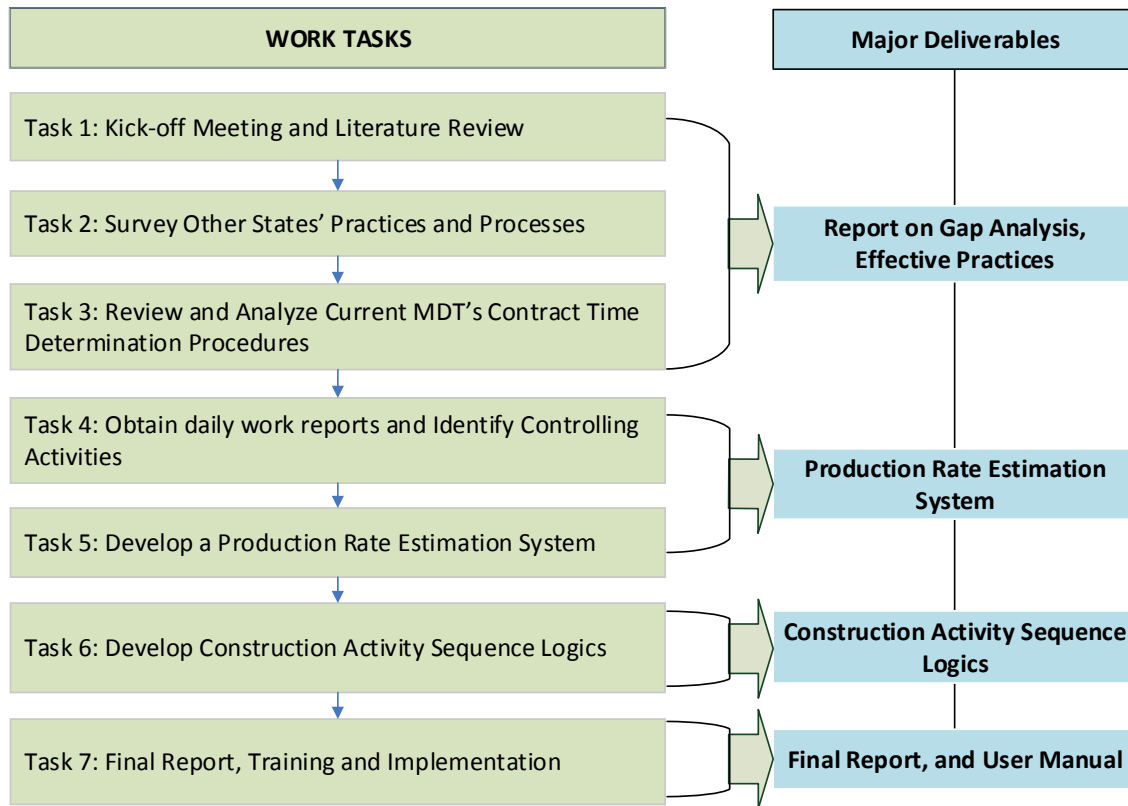 WORK TASKS
Major Deliverables
Task 1: Kick-off Meeting and Literature Review
Task 2: Survey Other States’ Practices and Processes
Task 3: Review and Analyze Current MDT’s Contract Time
Determination Procedures
Report on Gap Analysis,
Effective Practices
Task 4: Obtain daily work reports and Identify Controlling
Activities
Task 5: Develop a Production Rate Estimation System
Production Rate Estimation
System
Task 6: Develop Construction Activity Sequence Logics
Construction Activity Sequence
Logics
Task 7: Final Report, Training and Implementation
Final Report, and User Manual